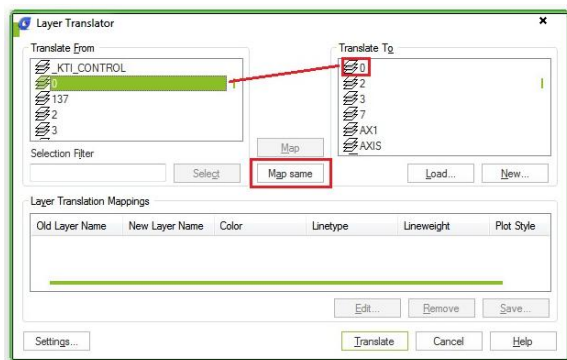 Layer Translator
Translate From
_KTI_CONTROL
0
137
2
3
Selection Filter
Select
Map
Map same
Translate To
0
2
3
7
AX1
AXIS
Load...
New...
Layer Translation Mappings
Old Layer Name New Layer Name Color Linetype Lineweight Plot Style
Edit... Remove Save...
Settings... Translate Cancel Help